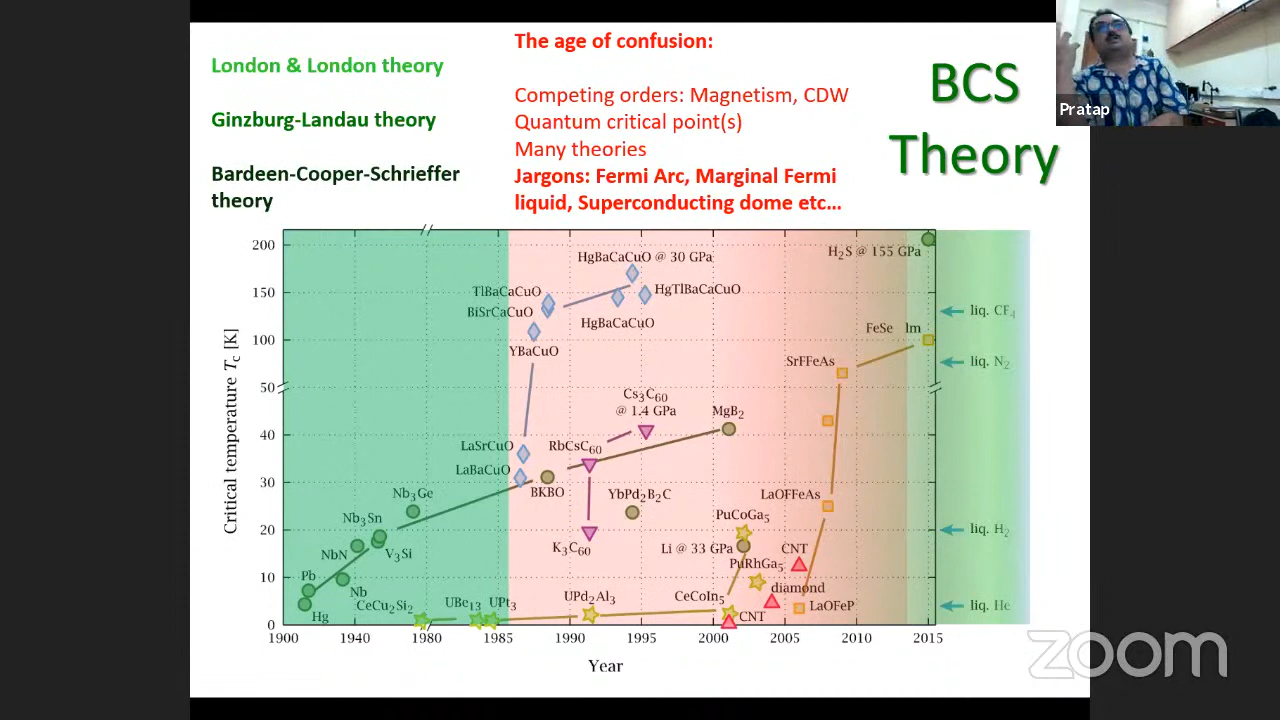 London & London theory
Ginzburg-Landau theory
Bardeen-Cooper-Schrieffer
theory
The age of confusion:
Competing orders: Magnetism, CDW
Quantum critical point(s)
Many theories
Jargons: Fermi Arc, Marginal Fermi
liquid, Superconducting dome etc...
BCS
Theory
Pratap
Critical temperature Tc [K]
200
150
100
50
40
30
20
10
0
HgBaCaCuO @ 30 GPa
H2S @ 155 GPa
TlBaCaCuO
HgTlBaCaCuO
BiSrCaCuO
HgBaCaCuO
liq. CF4
FeSe lm
YBaCuO
SrFFeAs
liq. N2
Cs3C60
@ 1.4 GPa
MgB2
LaSrCuO
RbCsC60
LaBaCuO
BKBO
YbPd2B2C
LaOFFeAs
Nb3Ge
Nb3Sn
PuCoGa5
liq. H2
NbN
V3Si
K3C60
Li @ 33 GPa
CNT
PuRhGa5
Pb
Nb
diamond
CeCu2Si2
UBe13
UPt3
UPd2Al3
CeCoIn5
LaOFeP
liq. He
Hg
CNT
1900
1940
1980
1985
1990
1995
2000
2005
2010
2015
Year
zoom